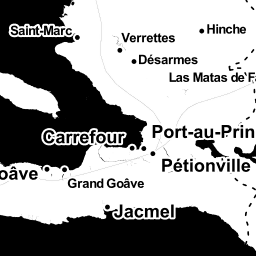 Saint-Marc
Hinche
Verrettes
Désarmes
Las Matas de Fa
Carrefour
Port-au-Prin
Pétionville
oâve
Grand Goâve
Jacmel